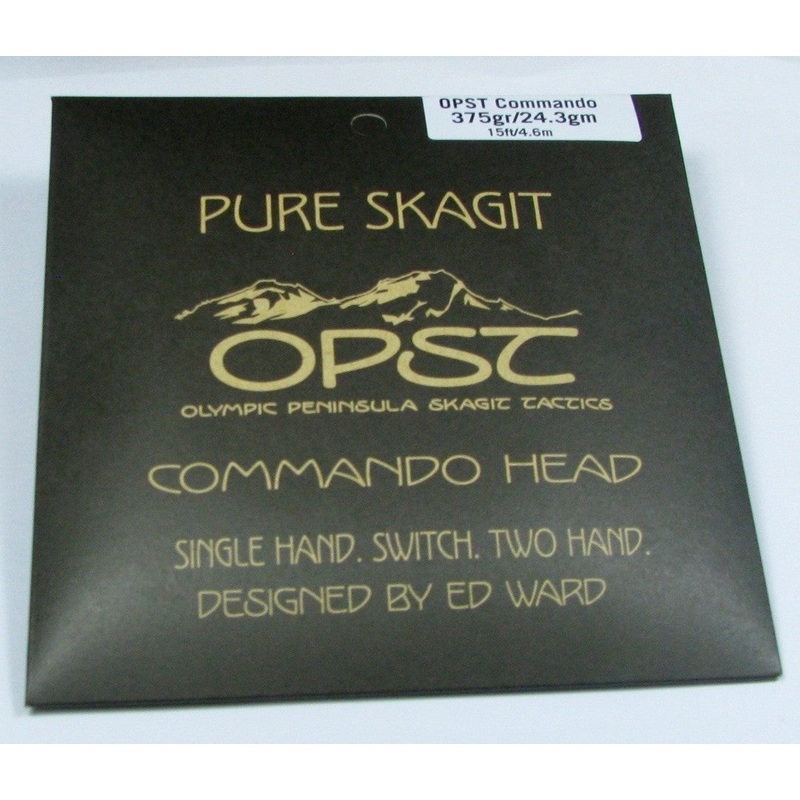 OPST Commando
375gr/24.3gm
15ft/4.6m
PURE SKAGIT
OPST
OLYMPIC PENINSULA SKAGIT TACTICS
COMMANDO HEAD
SINGLE HAND. SWITCH. TWO HAND.
DESIGNED BY ED WARD